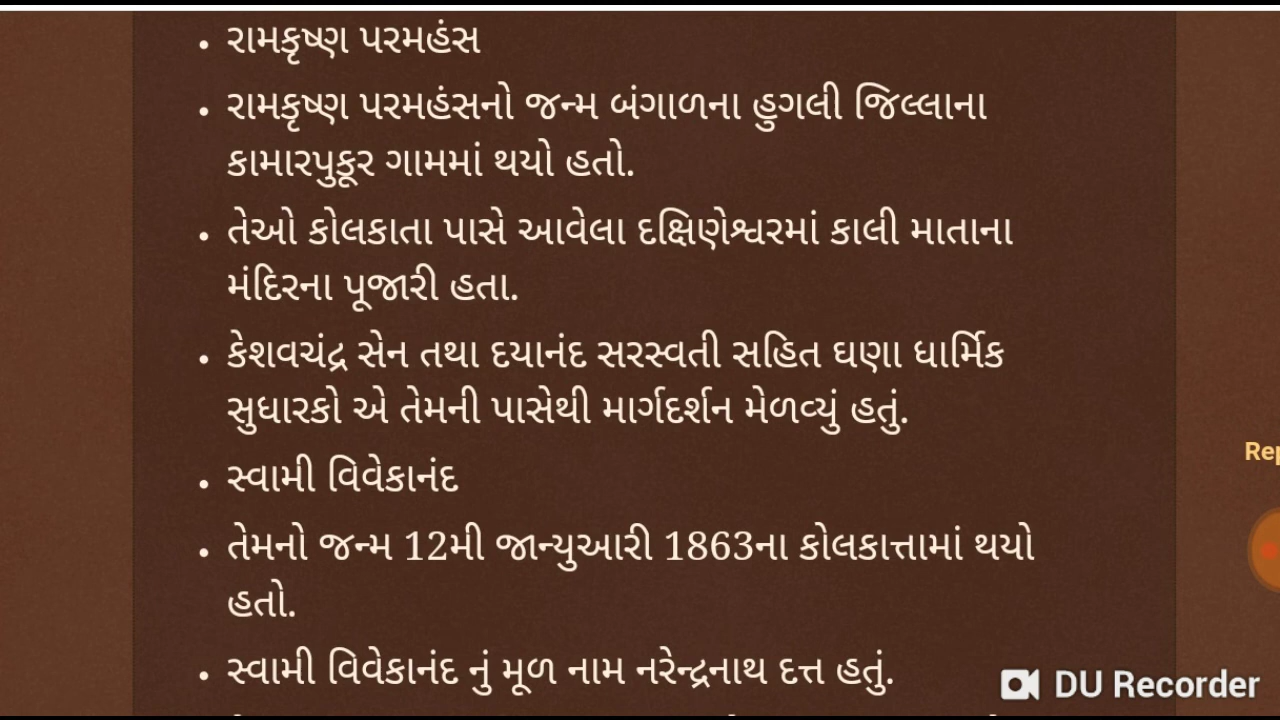 • રામકૃષ્ણ પરમહંસ
• રામકૃષ્ણ પરમહંસનો જન્મ બંગાળના હુગલી જિલ્લાના
કામારપુકૂર ગામમાં થયો હતો.
• તેઓ કોલકાતા પાસે આવેલા દક્ષિણેશ્વરમાં કાલી માતાના
મંદિરના પૂજારી હતા.
• કેશવચંદ્ર સેન તથા દયાનંદ સરસ્વતી સહિત ઘણા ધાર્મિક
સુધારકો એ તેમની પાસેથી માર્ગદર્શન મેળવ્યું હતું.
• સ્વામી વિવેકાનંદ
• તેમનો જન્મ 12મી જાન્યુઆરી 1863ના કોલકાત્તામાં થયો
હતો.
• સ્વામી વિવેકાનંદ નું મૂળ નામ નરેન્દ્રનાથ દત્ત હતું.
Rep
DU Recorder